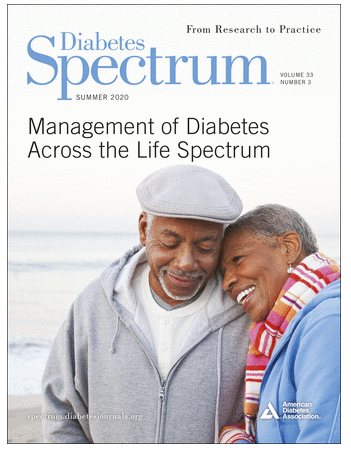 From Research to Practice
Diabetes
Spectrum
VOLUME 33
NUMBER 3
SUMMER 2020
Management of Diabetes
Across the Life Spectrum
spectrum.diabetesjournals.org
American
Diabetes
Association.